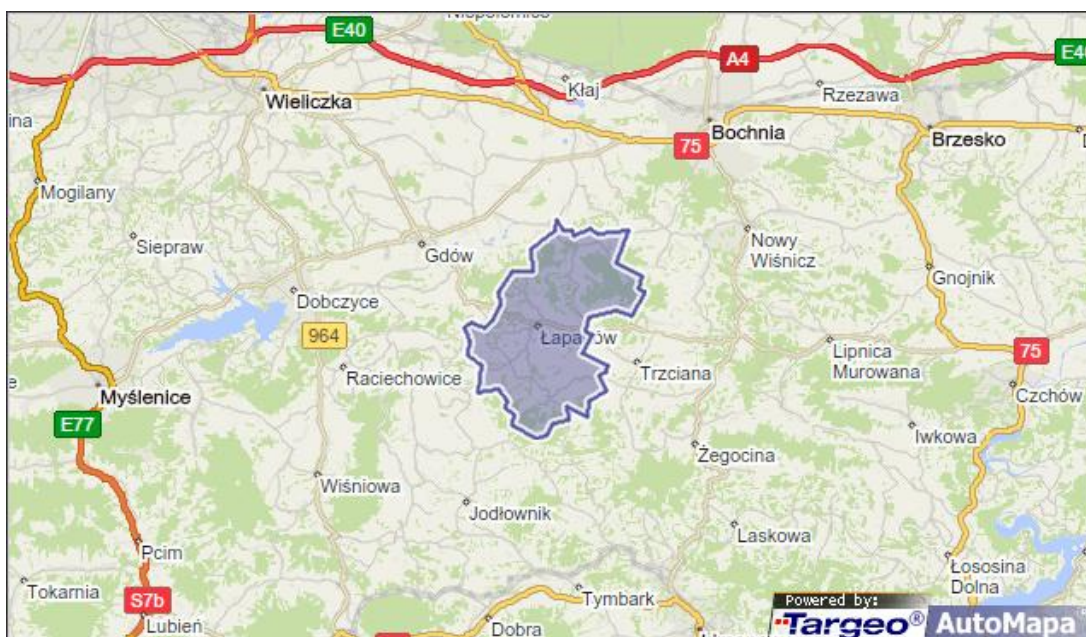 E40
A4
E4
Kłaj
Rzezawa
Wieliczka
75
Bochnia
Brzesko
Mogilany
Siepraw
Gdów
Nowy
Wiśnicz
Gnojnik
Dobczyce
964
Łapanów
Raciechowice
Trzciana
Lipnica
Murowana
75
Myślenice
Czchów
E77
Iwkowa
Żegocina
Wiśniowa
Jodłownik
Laskowa
Pcim
Łososina
Dolna
Tokarnia
S7b
Tymbark
Lubień
Dobra
Powered by:
Targeo® AutoMapa